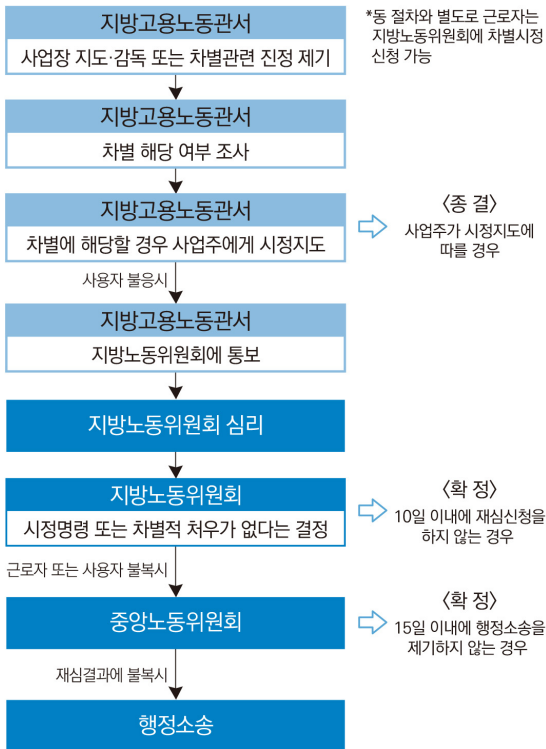 지방고용노동관서
사업장 지도·감독 또는 차별관련 진정 제기
*동 절차와 별도로 근로자는
지방노동위원회에 차별시정
신청 가능
지방고용노동관서
차별 해당 여부 조사
지방고용노동관서
차별에 해당할 경우 사업주에게 시정지도
〈종 결〉
사업주가 시정지도에
따를 경우
사용자 불응시
지방고용노동관서
지방노동위원회에 통보
지방노동위원회 심리
지방노동위원회
시정명령 또는 차별적 처우가 없다는 결정
〈확 정〉
10일 이내에 재심신청을
하지 않는 경우
근로자 또는 사용자 불복시
중앙노동위원회
〈확 정〉
15일 이내에 행정소송을
제기하지 않는 경우
재심결과에 불복시
행정소송